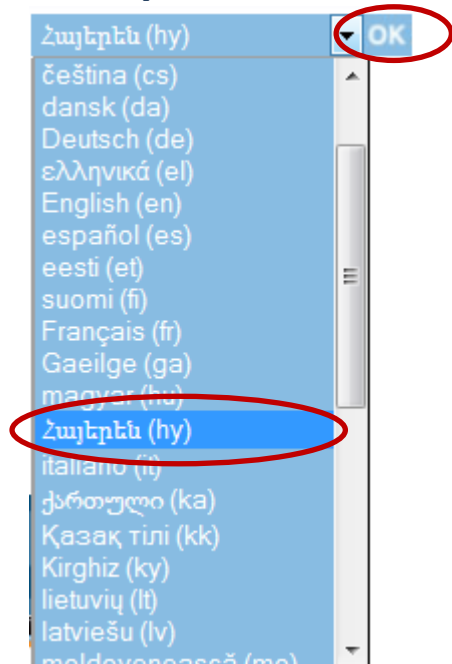 Հայերեն (hy) OK
čeština (cs)
dansk (da)
Deutsch (de)
ελληνικά (el)
English (en)
español (es)
eesti (et)
suomi (fi)
Français (fr)
Gaeilge (ga)
magyar (hu)
Հայերեն (hy)
italiano (it)
ქართული (ka)
Қазақ тілі (kk)
Kirghiz (ky)
lietuvių (lt)
latviešu (lv)
moldovenească (mo)